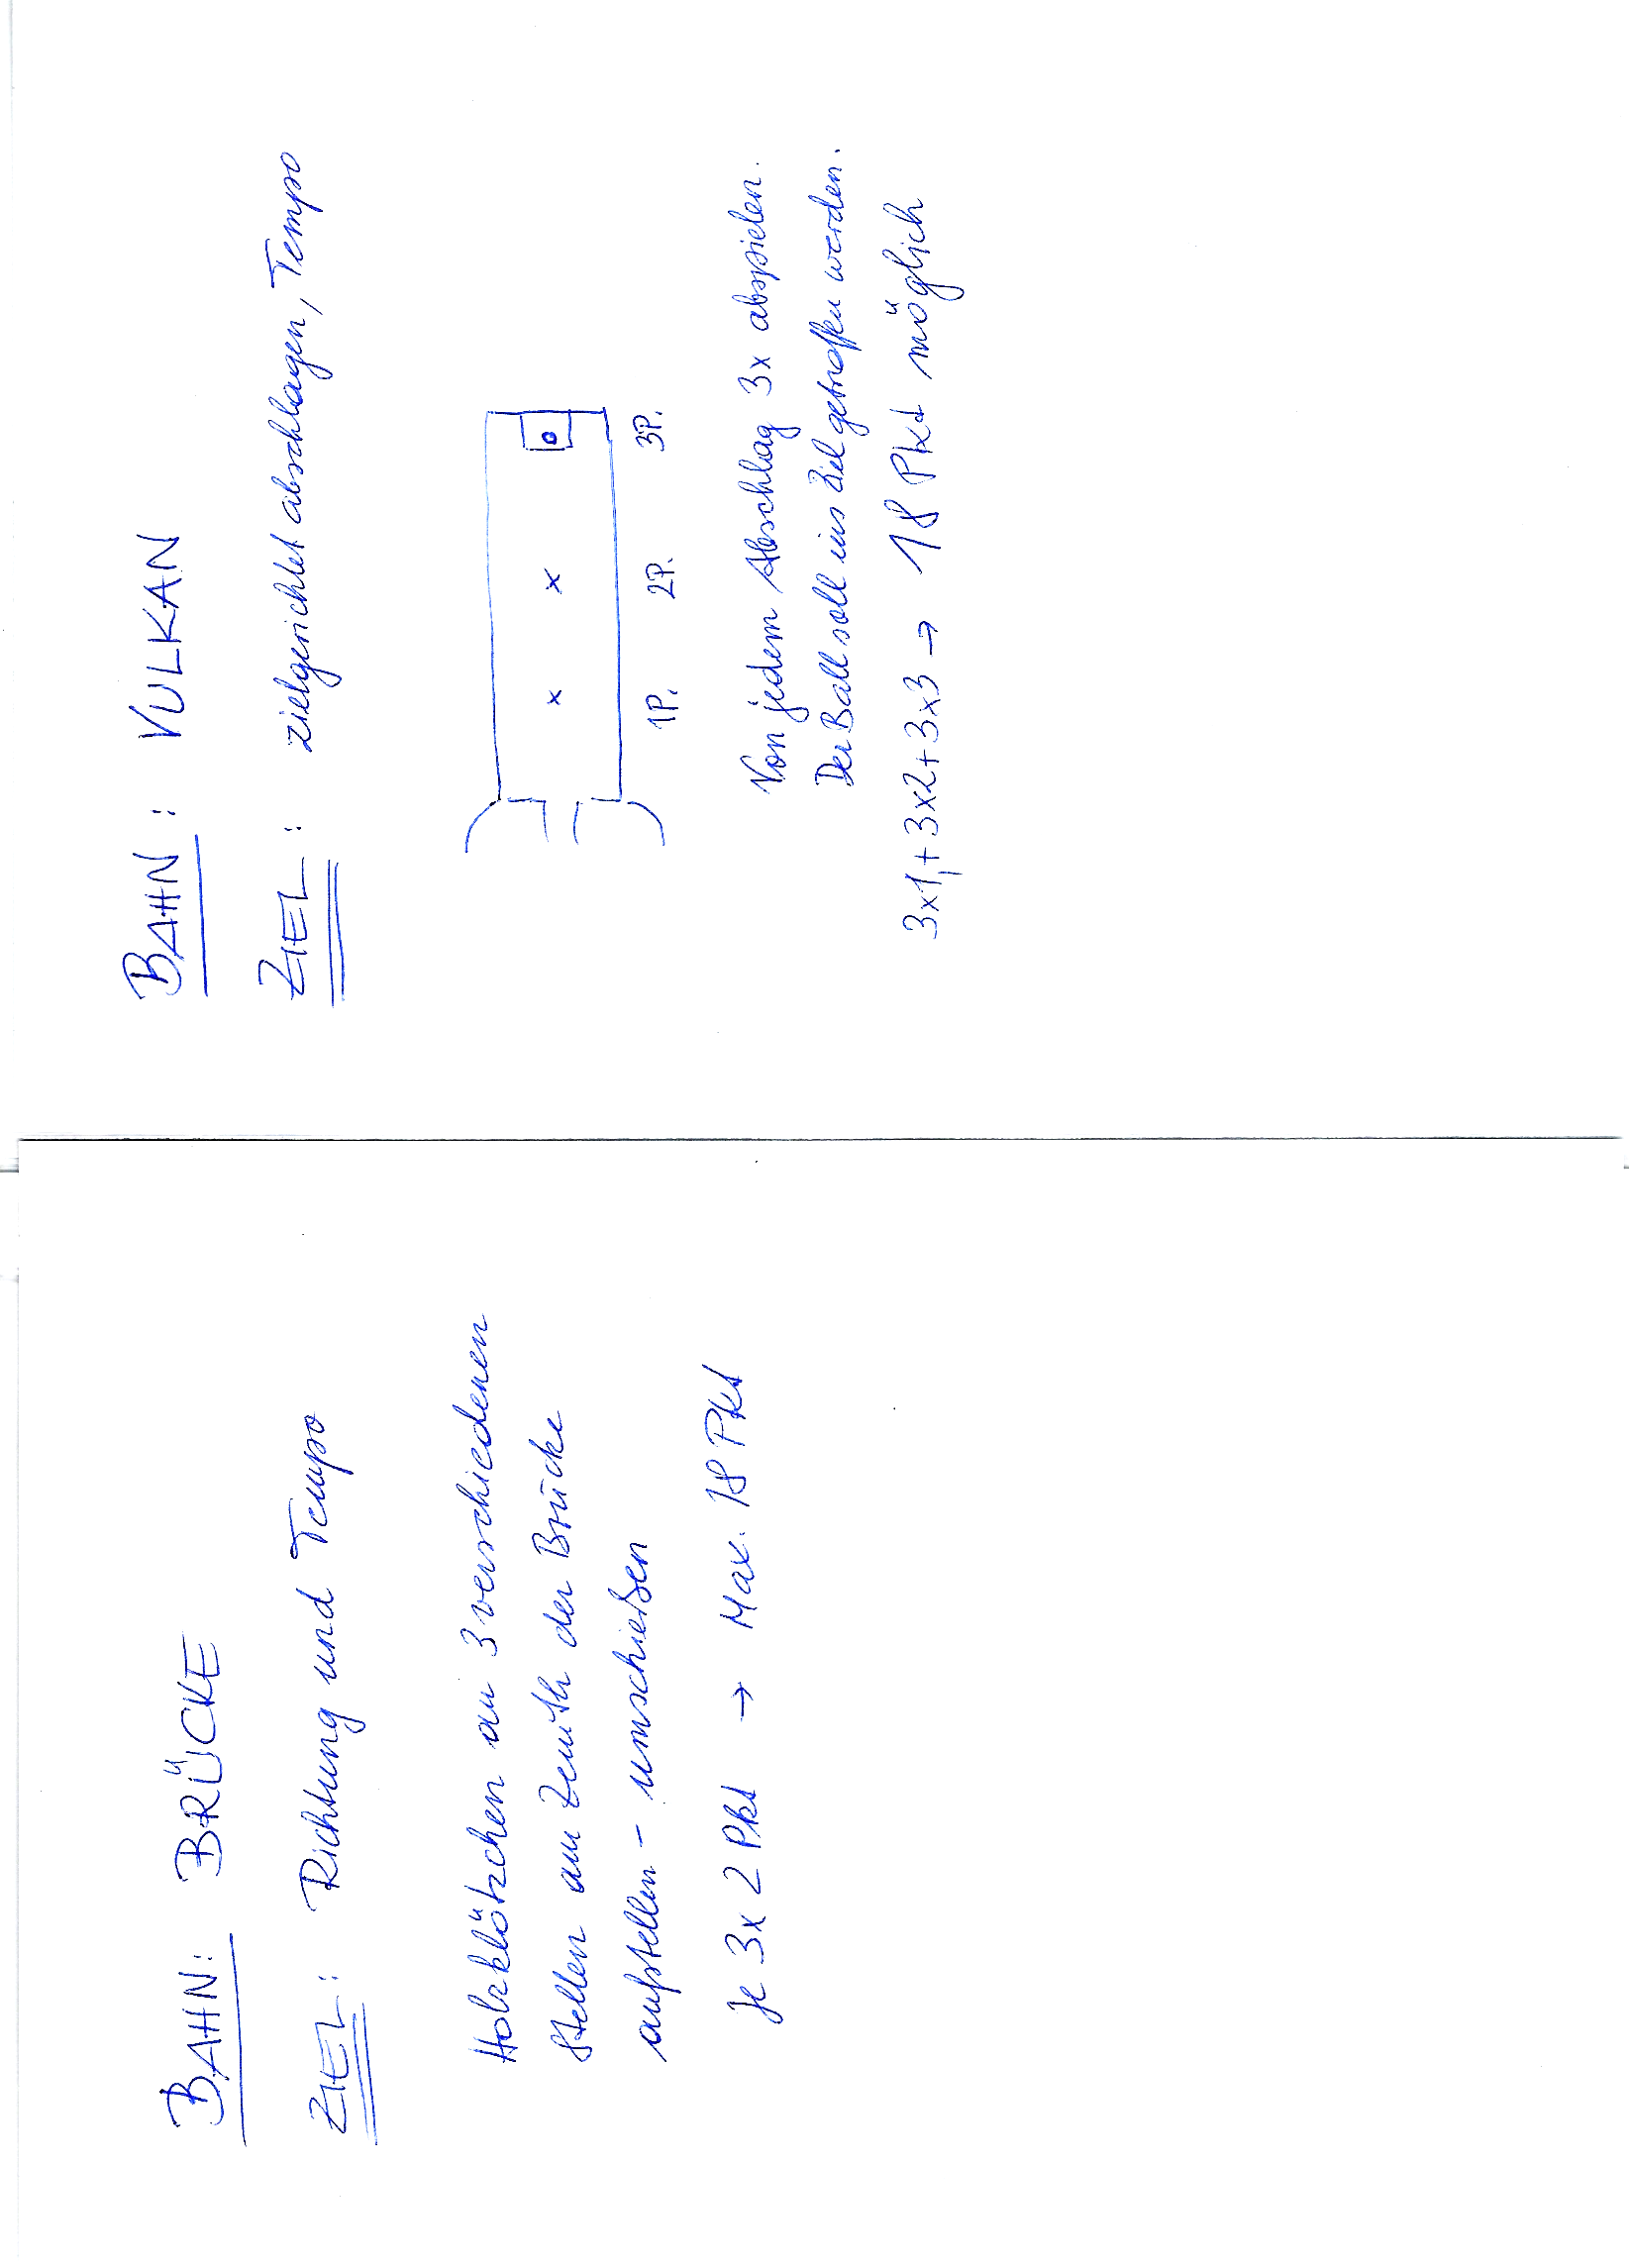 BAHN: BRÜCKE
ZIEL: Richtung und Tempo
Holzklötzchen an 3 verschiedenen
Stellen am Zenith der Brücke
aufstellen - umschießen
Je 3x 2 Pkt → Max. 18 Pkt
BAHN: VULKAN
ZIEL: zielgerichtet abschlagen, Tempo
1P. 2P. 3P.
Von jedem Abschlag 3x abspielen.
Der Ball soll ins Ziel getroffen werden.
3x1+3x2+3x3 → 18 Pkt möglich